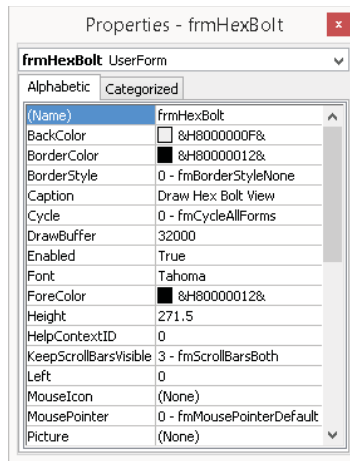 Properties - frmHexBolt x
frmHexBolt UserForm
Alphabetic Categorized
(Name) frmHexBolt
BackColor &H8000000F&
BorderColor &H80000012&
BorderStyle 0 - fmBorderStyleNone
Caption Draw Hex Bolt View
Cycle 0 - fmCycleAllForms
DrawBuffer 32000
Enabled True
Font Tahoma
ForeColor &H80000012&
Height 271.5
HelpContextID 0
KeepScrollBarsVisible 3 - fmScrollBarsBoth
Left 0
MouseIcon (None)
MousePointer 0 - fmMousePointerDefault
Picture (None)